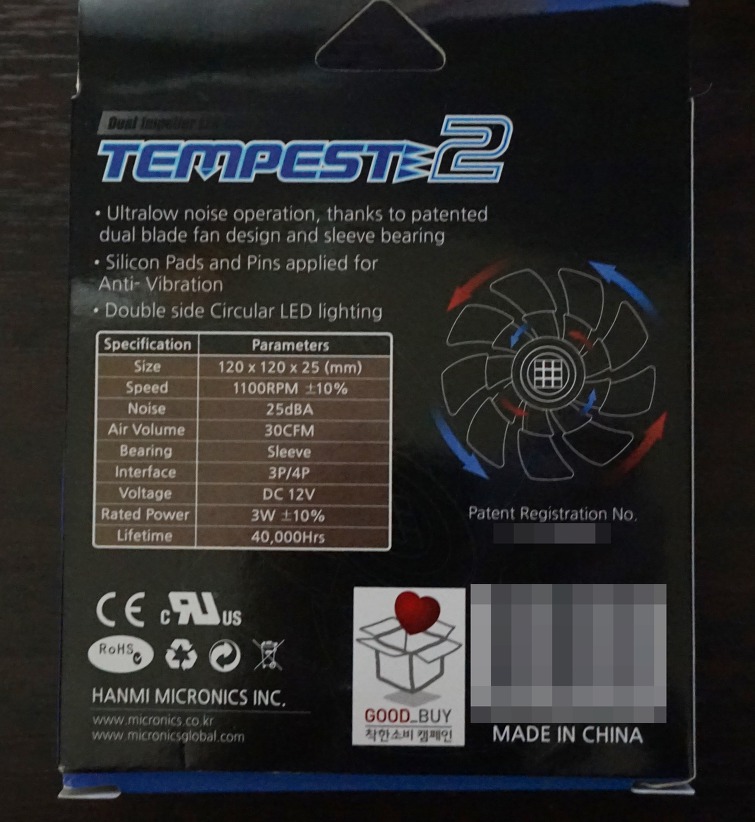 Dual Impeller LED
TEMPEST 2
• Ultralow noise operation, thanks to patented
dual blade fan design and sleeve bearing
• Silicon Pads and Pins applied for
Anti- Vibration
• Double side Circular LED lighting
Specification Parameters
Size 120 x 120 x 25 (mm)
Speed 1100RPM ±10%
Noise 25dBA
Air Volume 30CFM
Bearing Sleeve
Interface 3P/4P
Voltage DC 12V
Rated Power 3W ±10%
Lifetime 40,000Hrs
Patent Registration No.
CE c RU US
RoHS
HANMI MICRONICS INC.
www.micronics.co.kr
www.micronicsglobal.com
GOOD_BUY
착한소비 캠페인
MADE IN CHINA